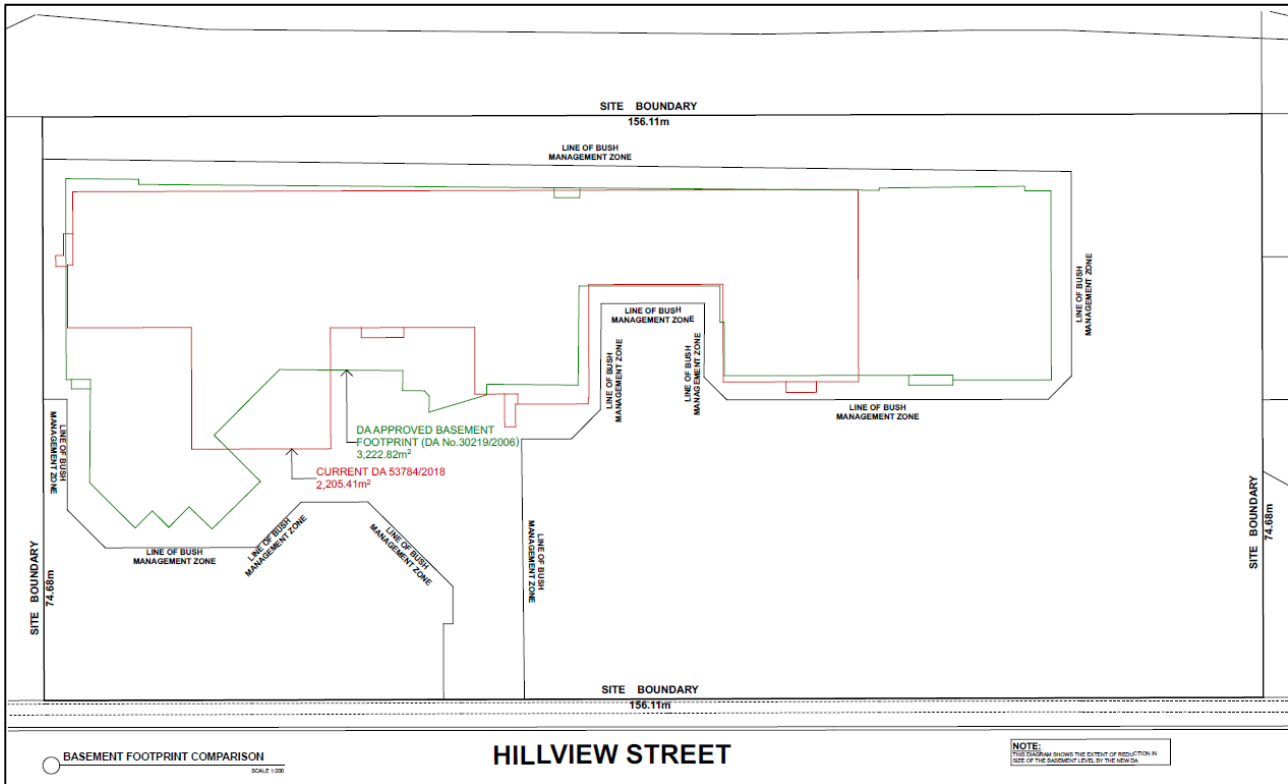 SITE BOUNDARY
156.11m
LINE OF BUSH
MANAGEMENT ZONE
LINE OF BUSH
MANAGEMENT ZONE
LINE OF BUSH
MANAGEMENT ZONE
LINE OF BUSH
MANAGEMENT ZONE
LINE OF BUSH
MANAGEMENT ZONE
LINE OF BUSH
MANAGEMENT ZONE
LINE OF BUSH
MANAGEMENT ZONE
DA APPROVED BASEMENT
FOOTPRINT (DA No.30219/2006)
3,222.82m²
CURRENT DA 53784/2018
2,205.41m²
LINE OF BUSH
MANAGEMENT ZONE
LINE OF BUSH
MANAGEMENT ZONE
LINE OF BUSH
MANAGEMENT ZONE
LINE OF BUSH
MANAGEMENT ZONE
SITE BOUNDARY
74.68m
SITE BOUNDARY
74.68m
SITE BOUNDARY
156.11m
BASEMENT FOOTPRINT COMPARISON
SCALE 1:200
HILLVIEW STREET
NOTE:
THIS DIAGRAM SHOWS THE EXTENT OF REDUCTION IN
SIZE OF THE BASEMENT LEVEL BY THE NEW DA